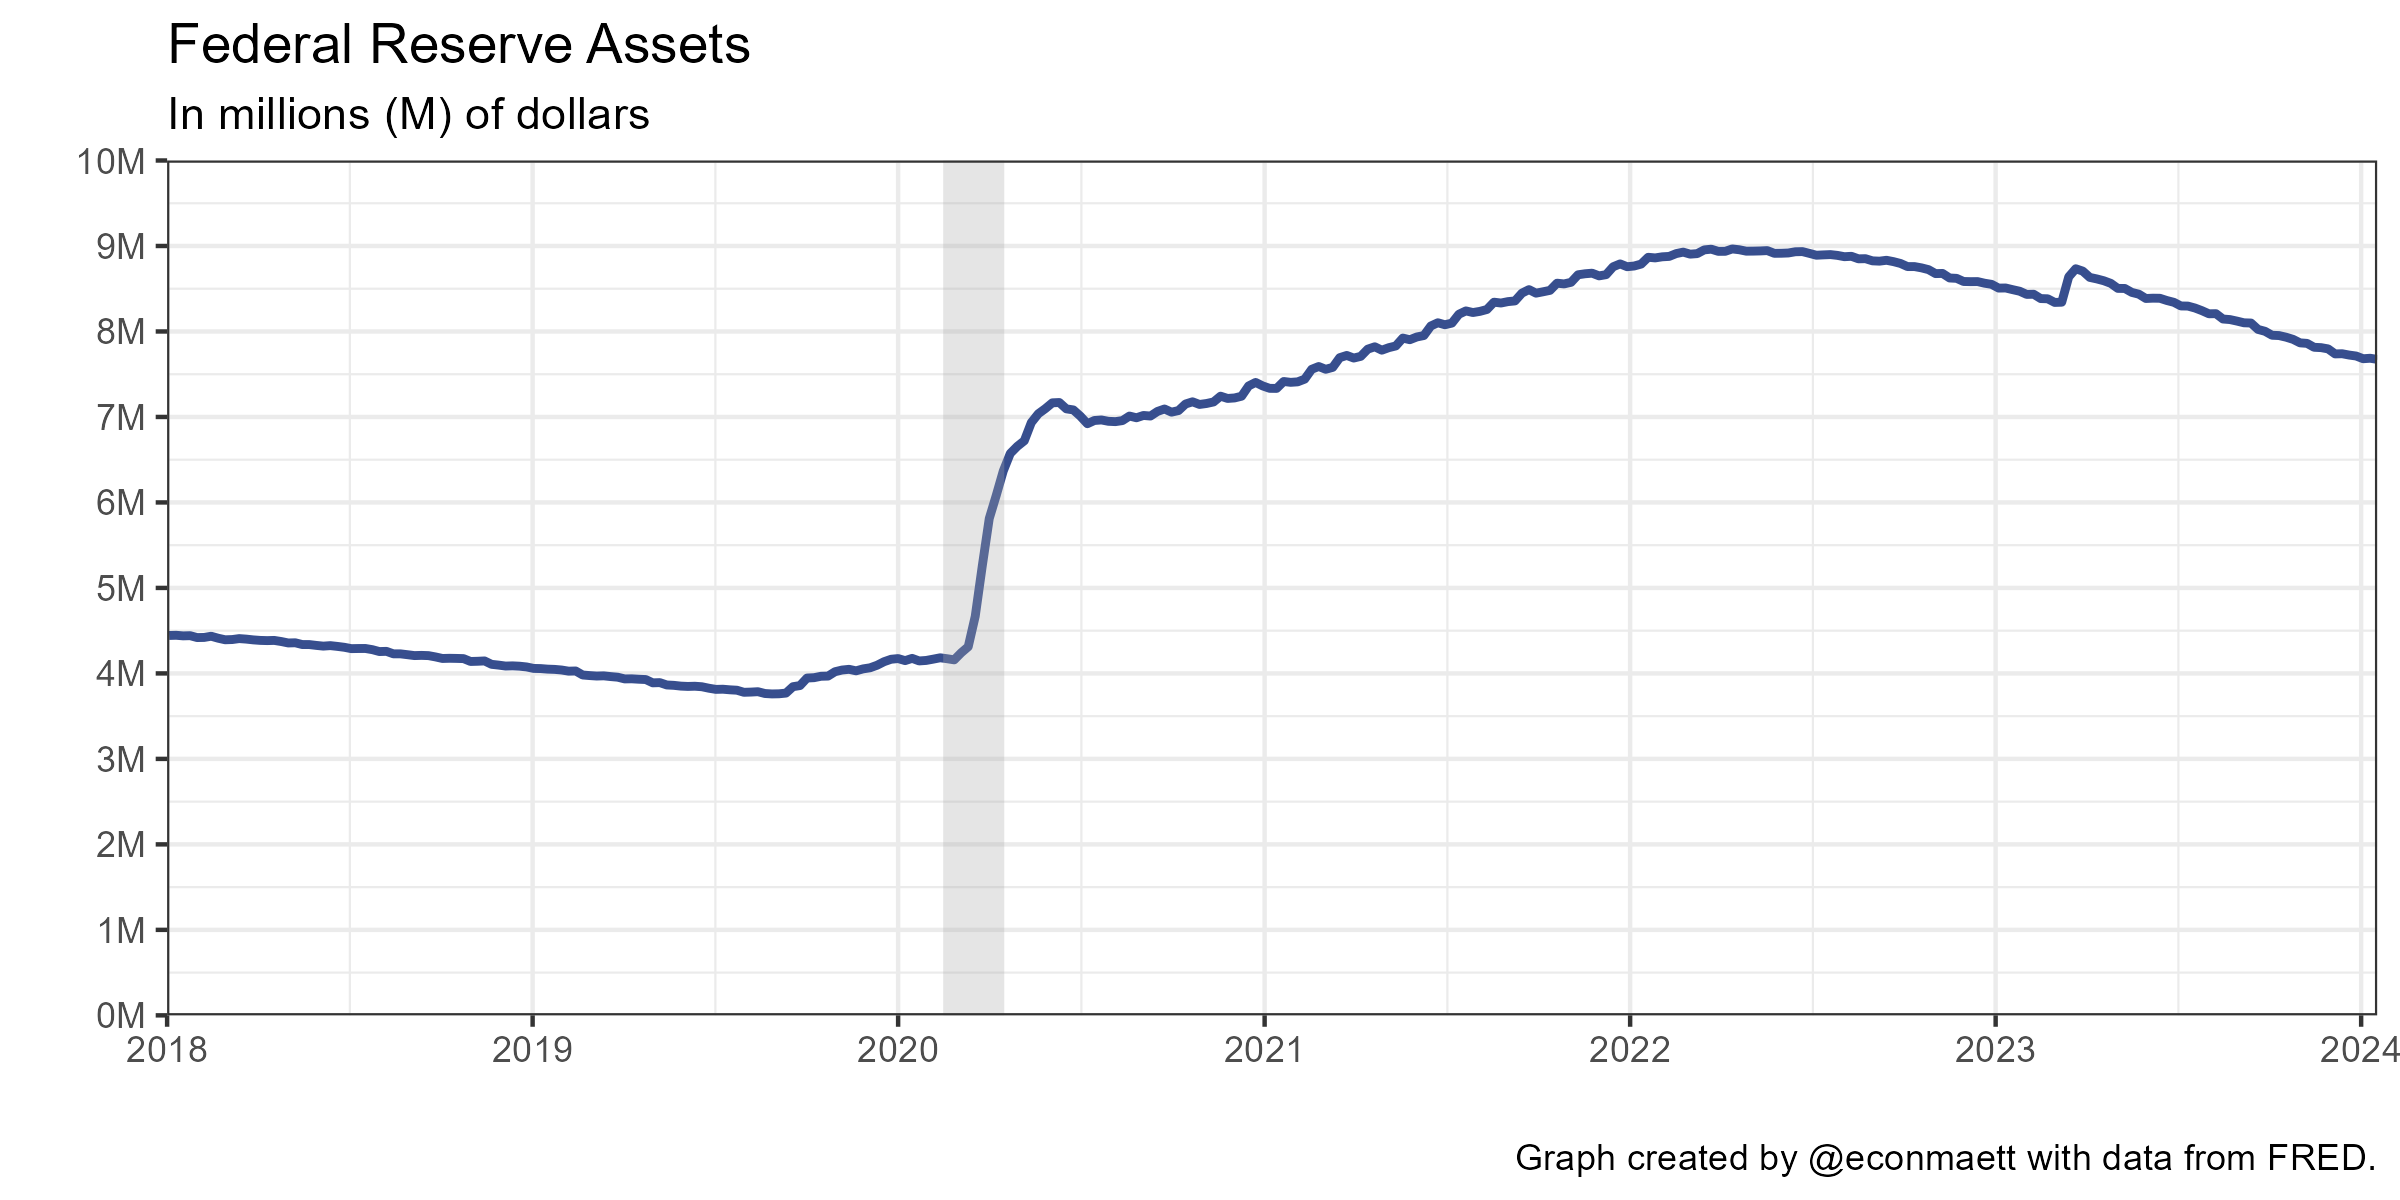 Federal Reserve Assets
In millions (M) of dollars
10M
9M
8M
7M
6M
5M
4M
3M
2M
1M
0M
2018 2019 2020 2021 2022 2023 2024
Graph created by @econmaett with data from FRED.